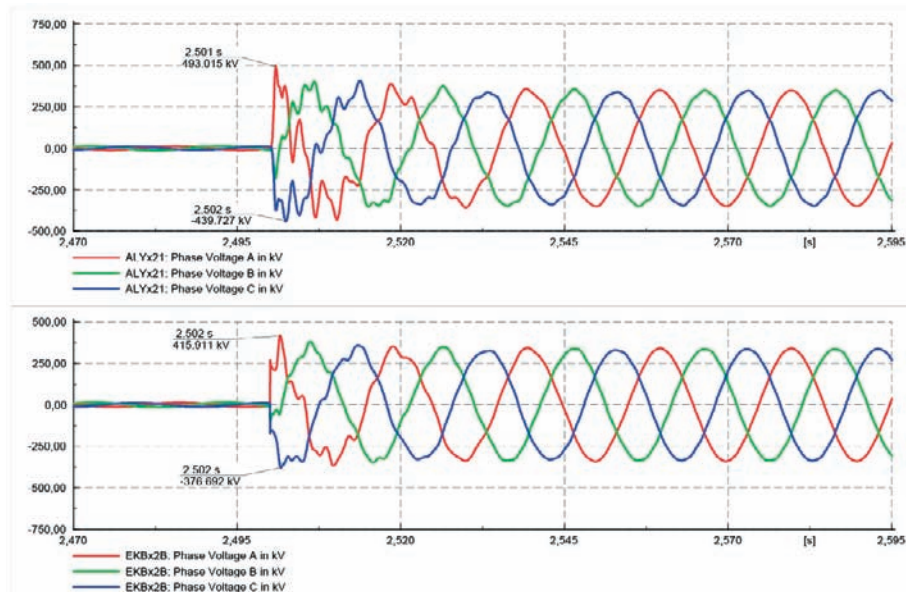 750,00
500,00
250,00
0,00
-250,00
-500,00
2.501 s
493.015 kV
2.502 s
-439.727 kV
2,470 2,495 2,520 2,545 2,570 [s] 2,595
ALYx21: Phase Voltage A in kV
ALYx21: Phase Voltage B in kV
ALYx21: Phase Voltage C in kV
500,00
250,00
0,00
-250,00
-500,00
-750,00
2.502 s
415.911 kV
2.502 s
-376.692 kV
2,470 2,495 2,520 2,545 2,570 [s] 2,595
EKBx2B: Phase Voltage A in kV
EKBx2B: Phase Voltage B in kV
EKBx2B: Phase Voltage C in kV